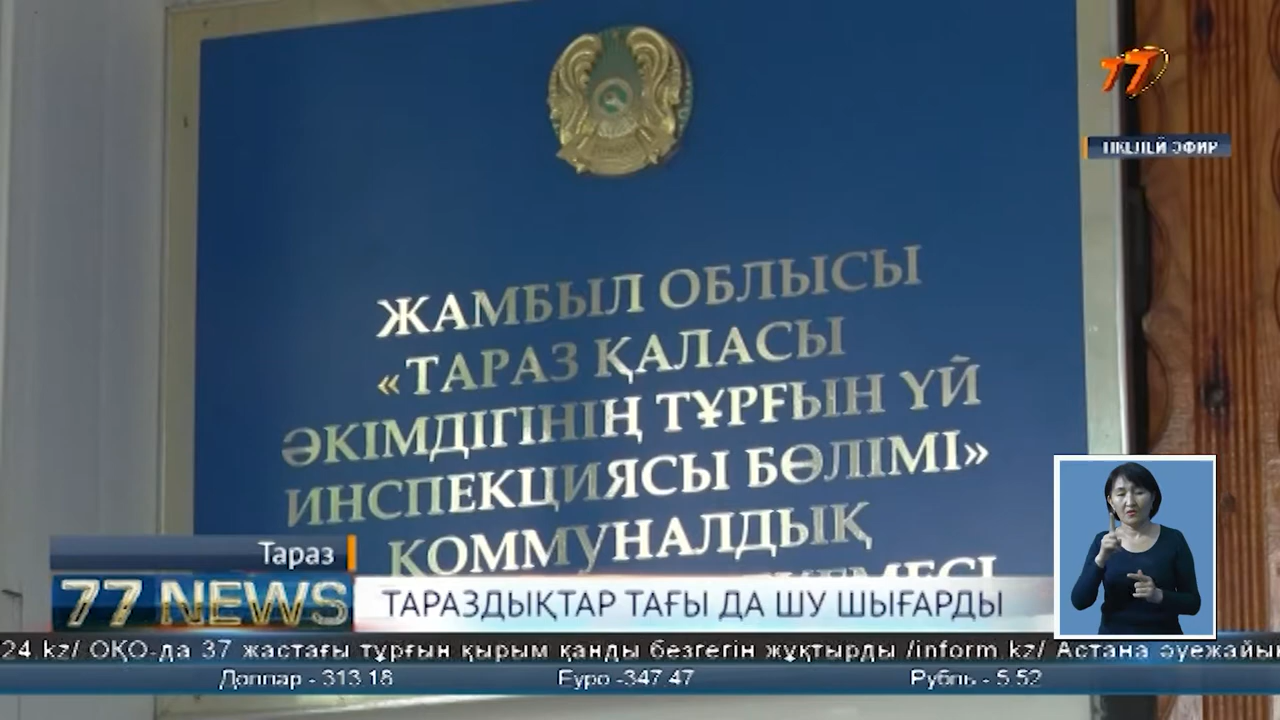 77
ТІКЕЛЕЙ ЭФИР
ЖАМБЫЛ ОБЛЫСЫ
«ТАРАЗ ҚАЛАСЫ
ӘКІМДІГІНІҢ ТҰРҒЫН ҮЙ
ИНСПЕКЦИЯСЫ БӨЛІМІ»
КОММУНАЛДЫҚ
Тараз
77 NEWS
ТАРАЗДЫҚТАР ТАҒЫ ДА ШУ ШЫҒАРДЫ
24.kz/ ОҚО-да 37 жастағы тұрғын қырым қанды безгегін жұқтырды /inform.kz/ Астана әуежайын
Доллар - 313.18 Еуро -347.47 Рубль - 5.52